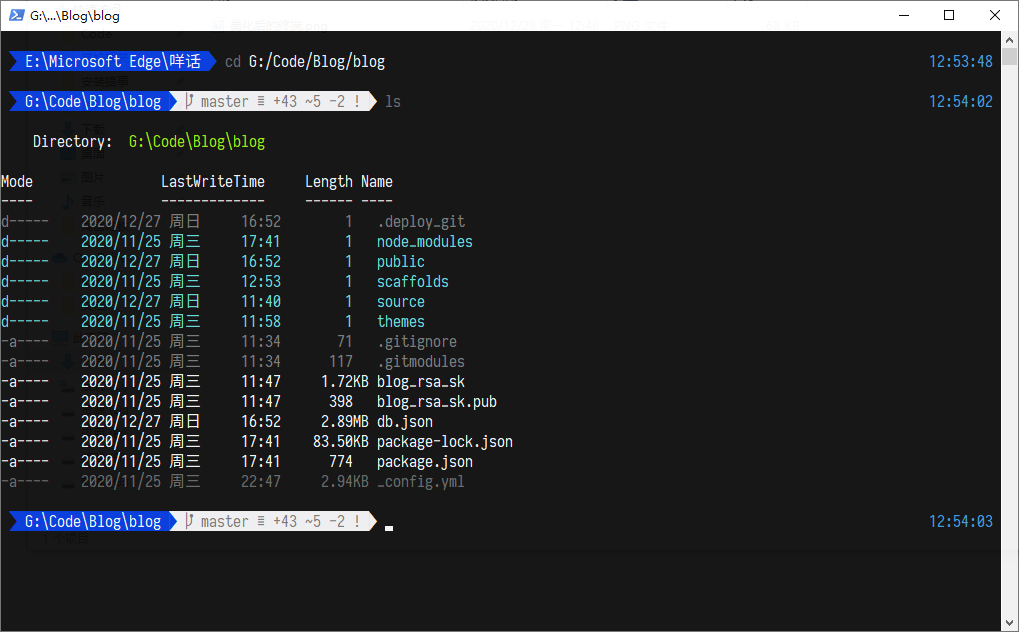 G:\...\Blog\blog
E:\Microsoft Edge\咩话 cd G:/Code/Blog/blog 12:53:48
G:\Code\Blog\blog master ≡ +43 ~5 -2 ! ls 12:54:02
Directory: G:\Code\Blog\blog
Mode LastWriteTime Length Name
---- ------------- ------ ----
d----- 2020/12/27 周日 16:52 1 .deploy_git
d----- 2020/11/25 周三 17:41 1 node_modules
d----- 2020/12/27 周日 16:52 1 public
d----- 2020/11/25 周三 12:53 1 scaffolds
d----- 2020/12/27 周日 11:40 1 source
d----- 2020/11/25 周三 11:58 1 themes
-a---- 2020/11/25 周三 11:34 71 .gitignore
-a---- 2020/11/25 周三 11:34 117 .gitmodules
-a---- 2020/11/25 周三 11:47 1.72KB blog_rsa_sk
-a---- 2020/11/25 周三 11:47 398 blog_rsa_sk.pub
-a---- 2020/12/27 周日 16:52 2.89MB db.json
-a---- 2020/11/25 周三 17:41 83.50KB package-lock.json
-a---- 2020/11/25 周三 17:41 774 package.json
-a---- 2020/11/25 周三 22:47 2.94KB _config.yml
G:\Code\Blog\blog master ≡ +43 ~5 -2 ! 12:54:03